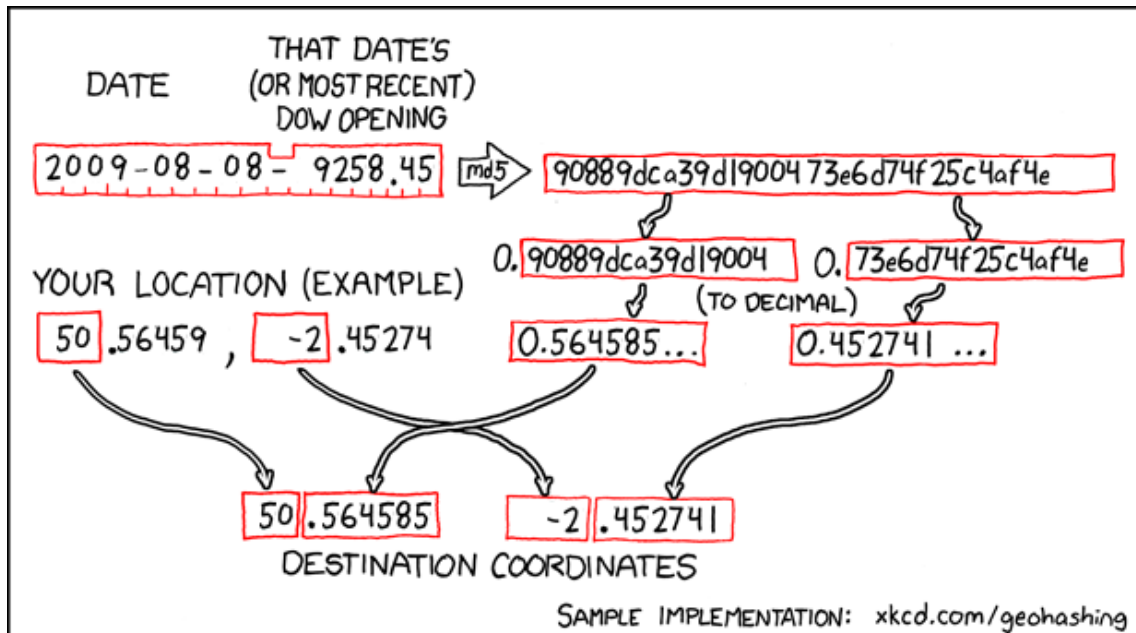 DATE
THAT DATE'S
(OR MOST RECENT)
DOW OPENING
2009-08-08- 9258.45
md5
90889dca39d19004 73e6d74f25c4af4e
0.90889dca39d19004
0.73e6d74f25c4af4e
(TO DECIMAL)
YOUR LOCATION (EXAMPLE)
50.56459, -2.45274
0.564585...
0.452741 ...
50.564585
-2.452741
DESTINATION COORDINATES
SAMPLE IMPLEMENTATION: xkcd.com/geohashing